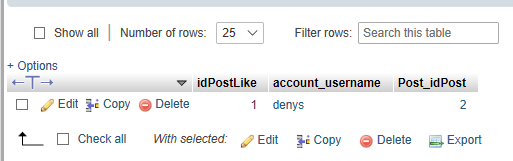 Show all Number of rows: 25 Filter rows: Search this table
+ Options
←T→ idPostLike account_username Post_idPost
Edit Copy Delete 1 denys 2
Check all With selected: Edit Copy Delete Export